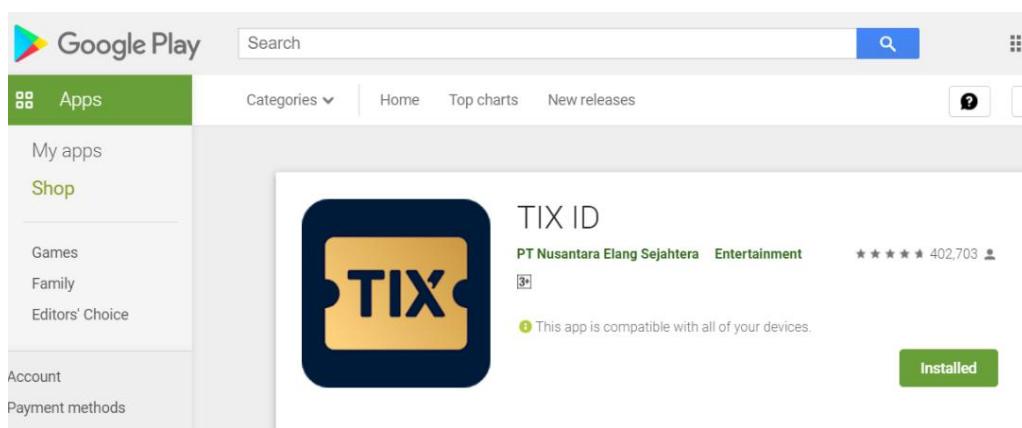 Google Play
Search
Apps
Categories
Home
Top charts
New releases
My apps
Shop
Games
Family
Editors' Choice
Account
Payment methods
TIX
TIX ID
PT Nusantara Elang Sejahtera Entertainment
402,703
3+
This app is compatible with all of your devices.
Installed